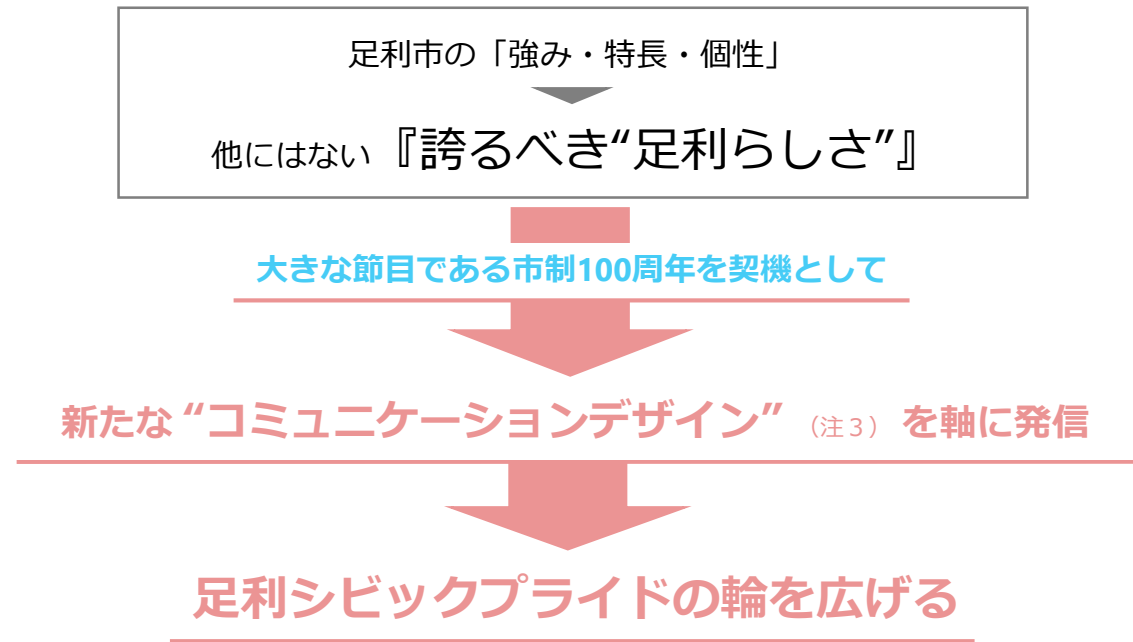 足利市の「強み・特長・個性」
他にはない『誇るべき“足利らしさ”』
大きな節目である市制100周年を契機として
新たな“コミュニケーションデザイン”（注３）を軸に発信
足利シビックプライドの輪を広げる